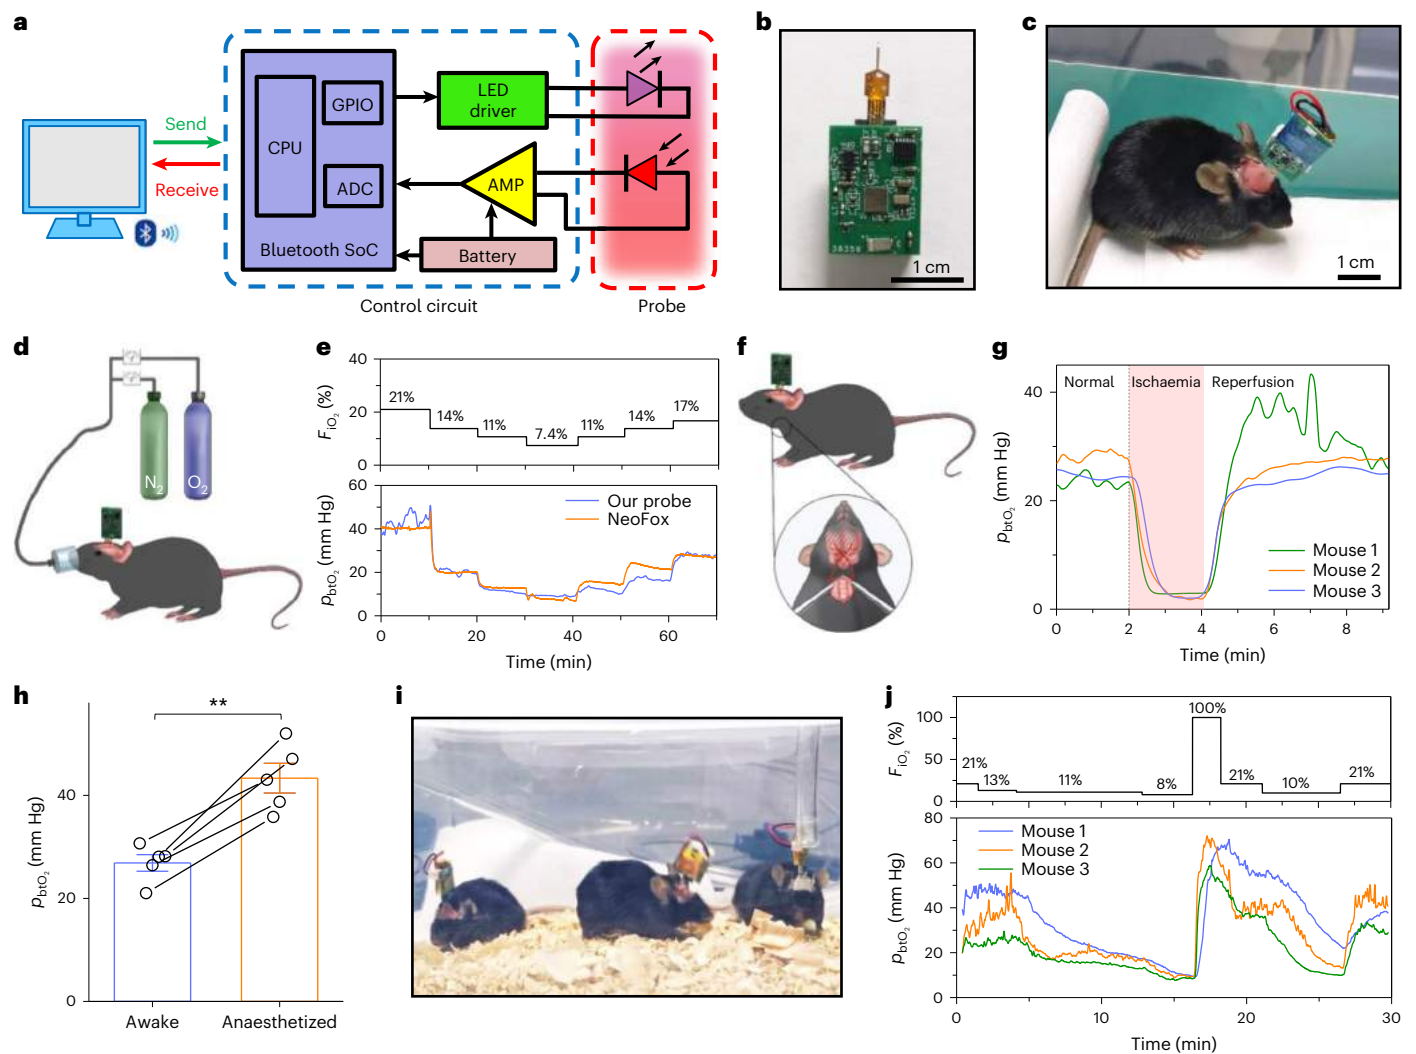 a
Send
Receive
CPU
GPIO
ADC
Bluetooth SoC
LED
driver
AMP
Battery
Control circuit
Probe
b
36358
1 cm
c
1 cm
d
N2
O2
e
FiO2 (%)
40
20
0
21%
14%
11%
7.4%
11%
14%
17%
pbtO2 (mm Hg)
60
40
20
0
Our probe
NeoFox
0
20
40
60
Time (min)
f
g
pbtO2 (mm Hg)
40
20
0
Normal
Ischaemia
Reperfusion
Mouse 1
Mouse 2
Mouse 3
0
2
4
6
8
Time (min)
h
**
pbtO2 (mm Hg)
40
20
0
Awake
Anaesthetized
i
j
FiO2 (%)
100
50
0
21%
13%
11%
8%
100%
21%
10%
21%
pbtO2 (mm Hg)
80
60
40
20
0
Mouse 1
Mouse 2
Mouse 3
0
10
20
30
Time (min)